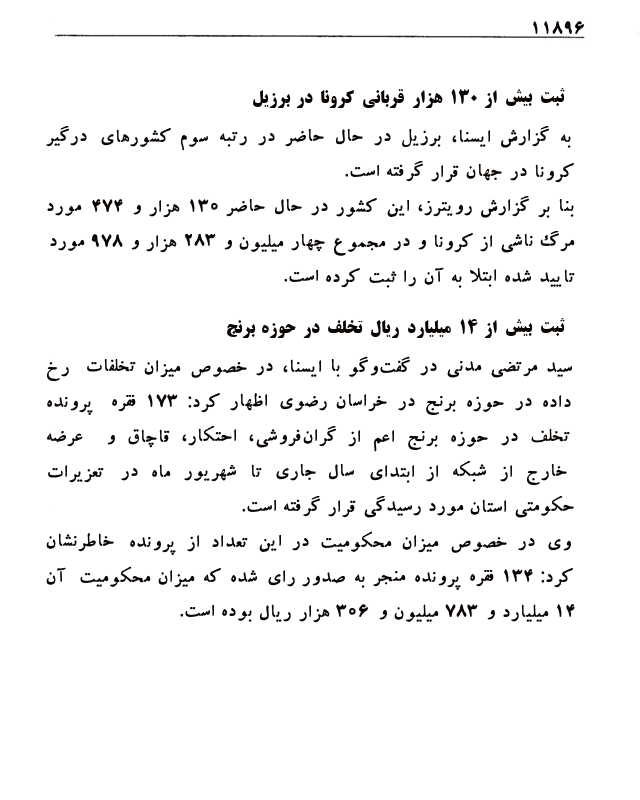 ۱۱۸۹۶
ثبت بیش از ۱۳۰ هزار قربانی کرونا در برزیل
به گزارش ایسنا، برزیل در حال حاضر در رتبه سوم کشورهای درگیر
کرونا در جهان قرار گرفته است.
بنا بر گزارش رویترز، این کشور در حال حاضر ۱۳۰ هزار و ۴۷۴ مورد
مرگ ناشی از کرونا و در مجموع چهار میلیون و ۲۸۳ هزار و ۹۷۸ مورد
تایید شده ابتلا به آن را ثبت کرده است.
ثبت بیش از ۱۴ میلیارد ریال تخلف در حوزه برنج
سید مرتضی مدنی در گفت‌وگو با ایسنا، در خصوص میزان تخلفات رخ
داده در حوزه برنج در خراسان رضوی اظهار کرد: ۱۷۳ فقره پرونده
تخلف در حوزه برنج اعم از گران‌فروشی، احتکار، قاچاق و عرضه
خارج از شبکه از ابتدای سال جاری تا شهریور ماه در تعزیرات
حکومتی استان مورد رسیدگی قرار گرفته است.
وی در خصوص میزان محکومیت در این تعداد از پرونده خاطرنشان
کرد: ۱۳۴ فقره پرونده منجر به صدور رای شده که میزان محکومیت آن
۱۴ میلیارد و ۷۸۳ میلیون و ۳۰۶ هزار ریال بوده است.